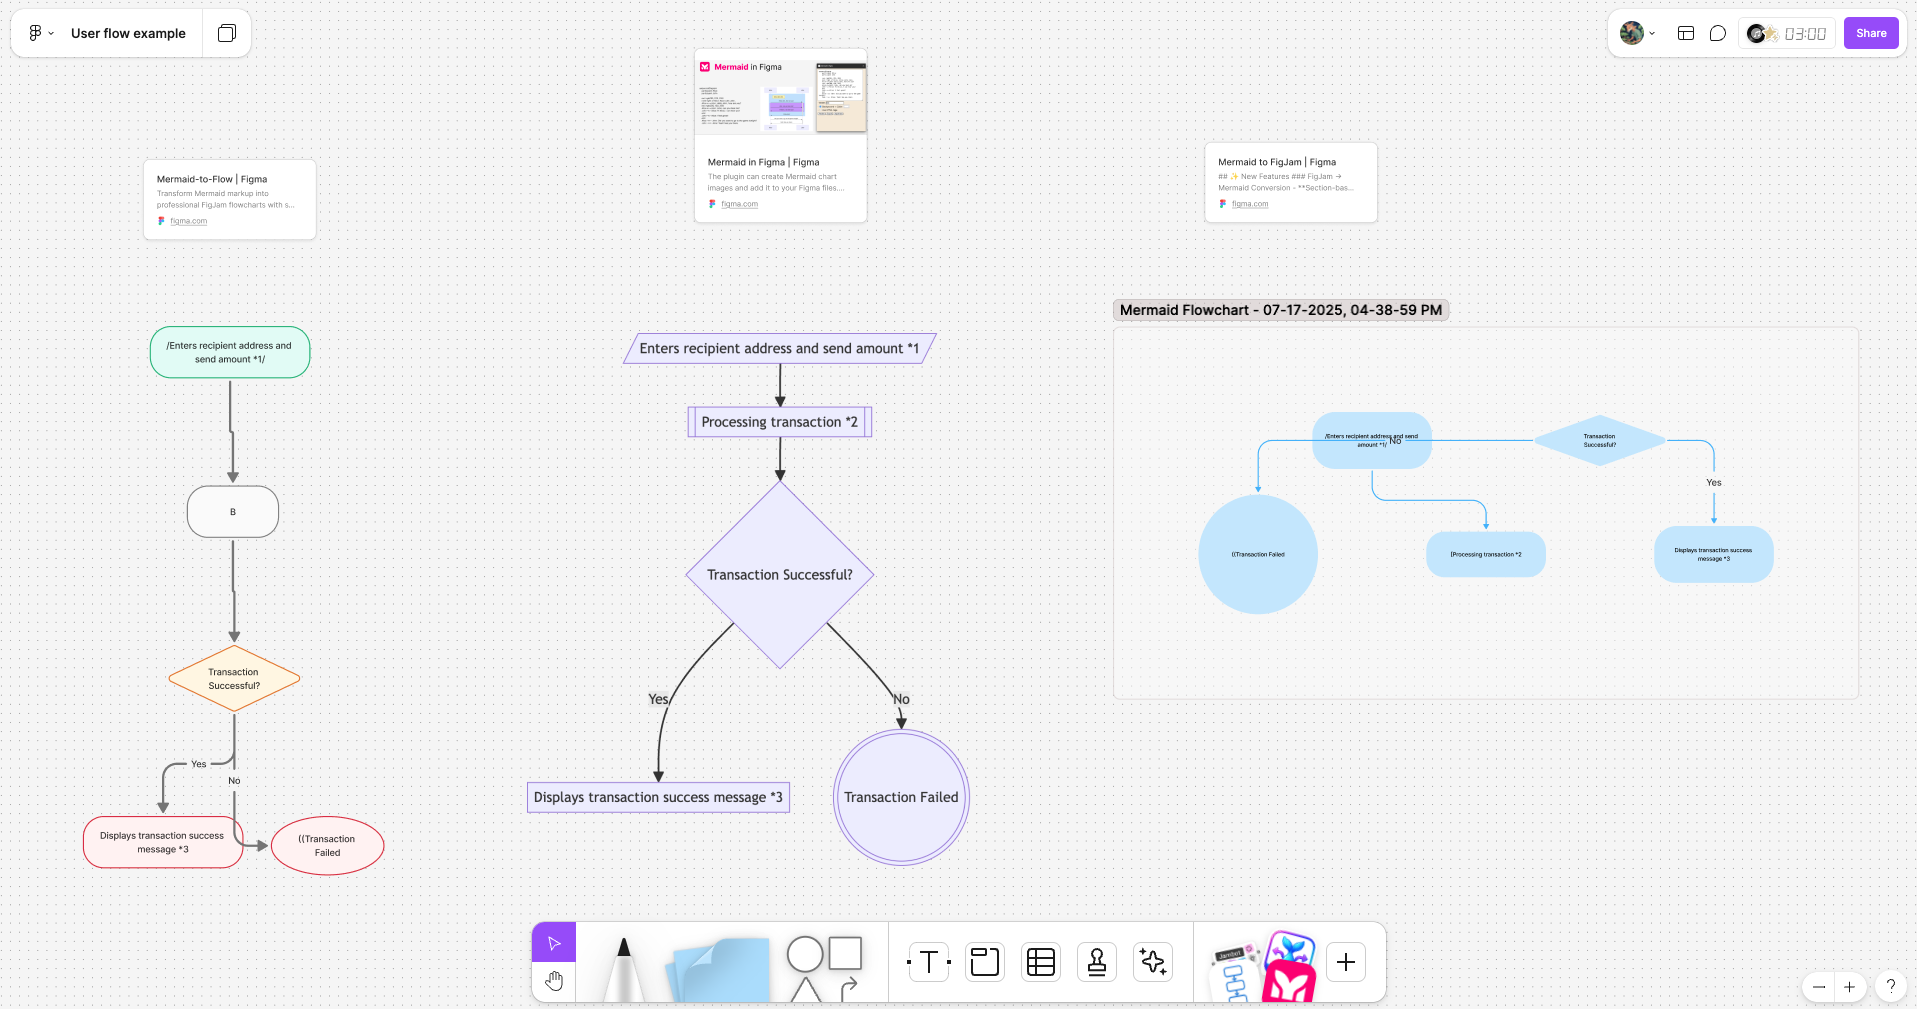 User flow example
03:00
Share
Mermaid in Figma
Mermaid in Figma | Figma
The plugin can create Mermaid chart
images and add it to your Figma files,...
figma.com
Mermaid-to-Flow | Figma
Transform Mermaid markup into
professional FigJam flowcharts with s...
figma.com
Mermaid to FigJam | Figma
## ✨ New Features ### FigJam →
Mermaid Conversion - **Section-bas...
figma.com
/Enters recipient address and
send amount *1/
B
Transaction
Successful?
Yes
No
Displays transaction success
message *3
((Transaction
Failed
Enters recipient address and send amount *1
Processing transaction *2
Transaction Successful?
Yes
No
Displays transaction success message *3
Transaction Failed
Mermaid Flowchart - 07-17-2025, 04-38-59 PM
/Enters recipient address and send
amount *1/
No
Transaction
Successful?
Yes
((Transaction Failed
[Processing transaction *2
Displays transaction success
message *3
T
Jambot
?